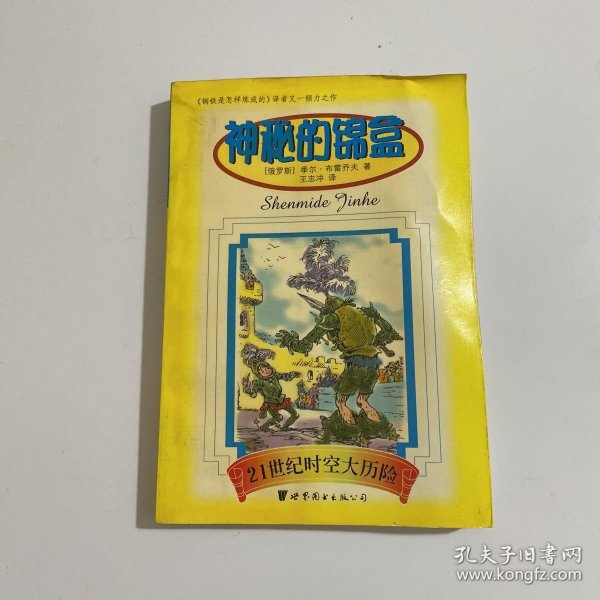 《钢铁是怎样炼成的》译者又一倾力之作
神秘的锦盒
[俄罗斯] 季尔·布雷乔夫 著
王志冲 译
Shenmide Jinhe
21世纪时空大历险
世界图书出版公司
孔夫子旧书网
www.kongfz.com